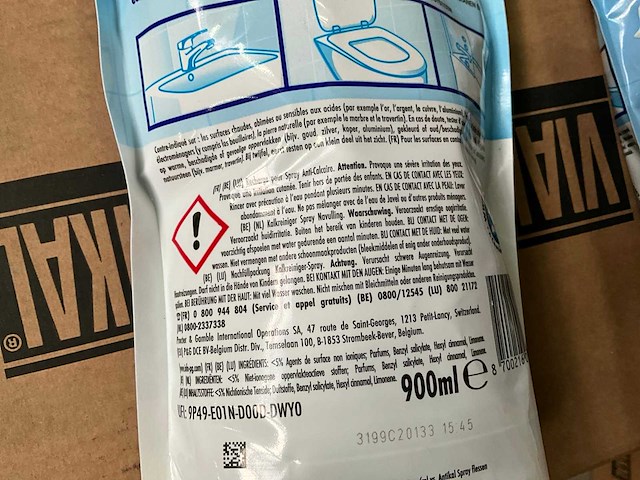 Contre-indiqué sur : les surfaces chaudes, abîmées ou sensibles aux acides (par exemple l'or, l'argent, le cuivre, l'aluminium),
électroménagers (y compris les bouilloires), la pierre naturelle (par exemple le marbre et le travertin). En cas de doute, tester
op warme, beschadigde of gevoelige oppervlakken (bijv. goud, zilver, koper, aluminium), gekleurd of oud/beschadigd
natuursteen (bijv. marmer, travertin). Bij twijfel, eerst testen op een klein deel uit het zicht. (FR) Pour les surfaces en contact
(FR) (BE) (LU) Recharge pour Spray Anti-Calcaire. Attention. Provoque une sévère irritation des yeux.
Provoque une irritation cutanée. Tenir hors de portée des enfants. EN CAS DE CONTACT AVEC LES YEUX:
Rincer avec précaution à l'eau pendant plusieurs minutes. EN CAS DE CONTACT AVEC LA PEAU: Laver
abondamment à l'eau. Ne pas mélanger avec de l'eau de Javel ou d'autres produits ménagers.
(BE) (NL) Kalkreiniger Spray Navulling. Waarschuwing. Veroorzaakt ernstige oogirritatie.
Veroorzaakt huidirritatie. Buiten het bereik van kinderen houden. BIJ CONTACT MET DE OGEN:
voorzichtig afspoelen met water gedurende een aantal minuten. BIJ CONTACT MET DE HUID: Met veel water
wassen. Niet vermengen met andere schoonmaakproducten (bleekmiddelen of enig ander onderhoudsproduct).
(BE) (LU) Nachfüllpackung Kalkreiniger-Spray. Achtung. Verursacht schwere Augenreizung. Verursacht
Hautreizungen. Darf nicht in die Hände von Kindern gelangen. BEI KONTAKT MIT DEN AUGEN: Einige Minuten lang behutsam mit Wasser
spülen. BEI BERÜHRUNG MIT DER HAUT: Mit viel Wasser waschen. Nicht mischen mit Bleichmitteln oder anderen Reinigungsprodukten.
(FR) 0 800 944 804 (Service et appel gratuits) (BE) 0800/12545 (LU) 800 21172
(NL) 0800-2337338
Procter & Gamble International Operations SA, 47 route de Saint-Georges, 1213 Petit-Lancy, Switzerland.
P&G DCE BV-Belgium Distr. Div., Temselaan 100, B-1853 Strombeek-Bever, Belgium.
(FR) (BE) (LU) INGRÉDIENTS: <5% Agents de surface non ioniques; Parfums, Benzyl salicylate, Hexyl cinnamal, Limonene.
INGREDIËNTEN: <5% Niet-ionogene oppervlakteactieve stoffen; Parfums, Benzyl salicylate, Hexyl cinnamal, Limonene.
INHALTSSTOFFE: <5% Nichtionische Tenside; Duftstoffe, Benzyl salicylate, Hexyl cinnamal, Limonene.
900ml ℮
UFI: 9P49-E01N-D00D-DWY0
3199C20133 15:45
Antikal Spray flessen